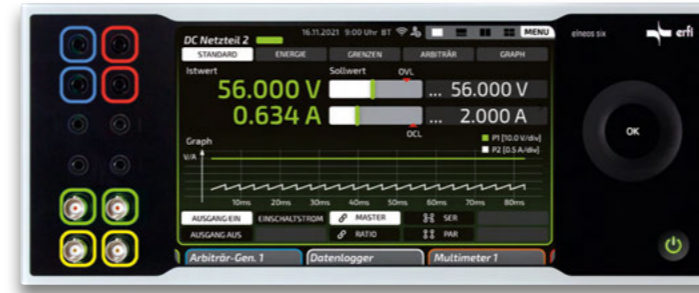 DC Netzteil 2 16.11.2021 9:00 Uhr BT MENU elneos six erfi
STANDARD ENERGIE GRENZEN ARBITRÄR GRAPH
Istwert Sollwert OVL
56.000 V ... 56.000 V
0.634 A ... 2.000 A
OCL
OK
Graph P1 [10.0 V/div]
V/A P2 [0.5 A/div]
10ms 20ms 30ms 40ms 50ms 60ms 70ms 80ms
AUSGANG EIN EINSCHALTSTROM MASTER SER
AUSGANG AUS RATIO PAR
Arbiträr-Gen. 1 Datenlogger Multimeter 1